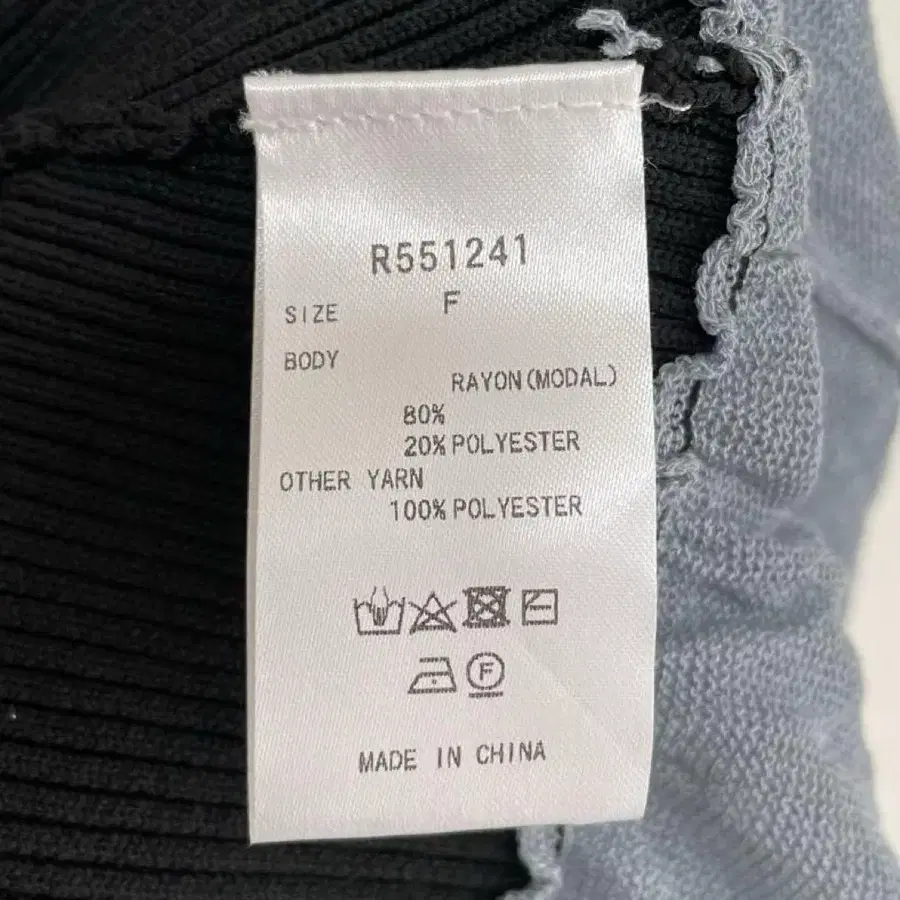 R551241
SIZE F
BODY
RAYON(MODAL)
80%
20% POLYESTER
OTHER YARN
100% POLYESTER
F
MADE IN CHINA